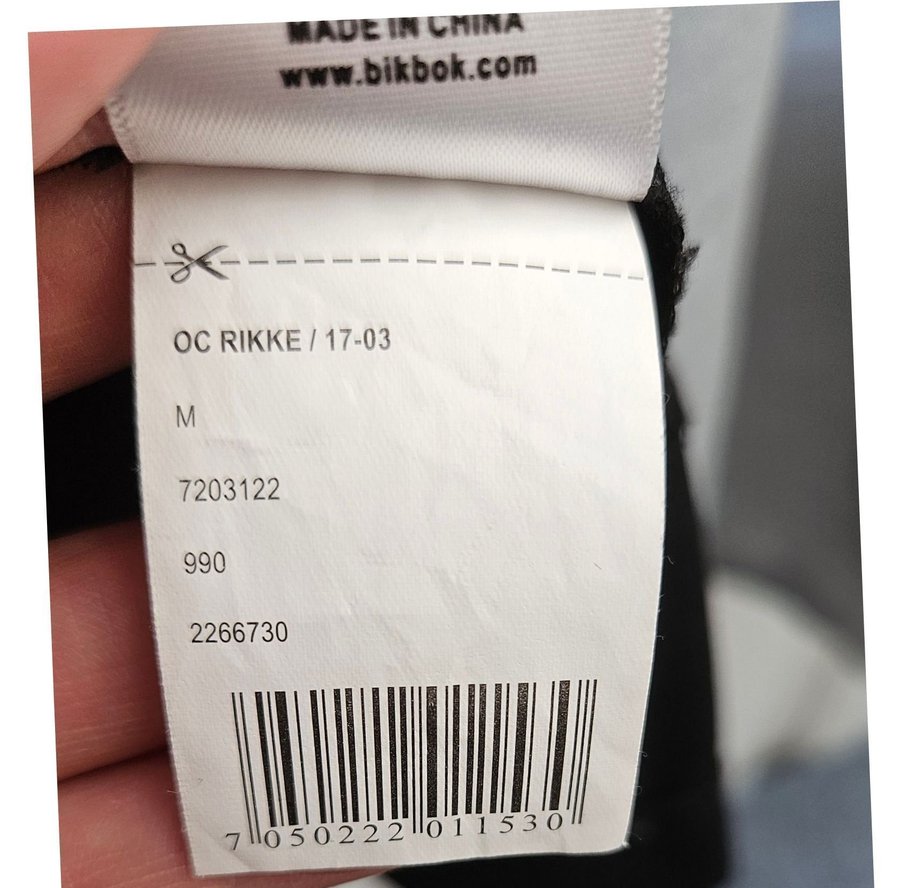 MADE IN CHINA
www.bikbok.com
OC RIKKE / 17-03
M
7203122
990
2266730
7 050222 011530